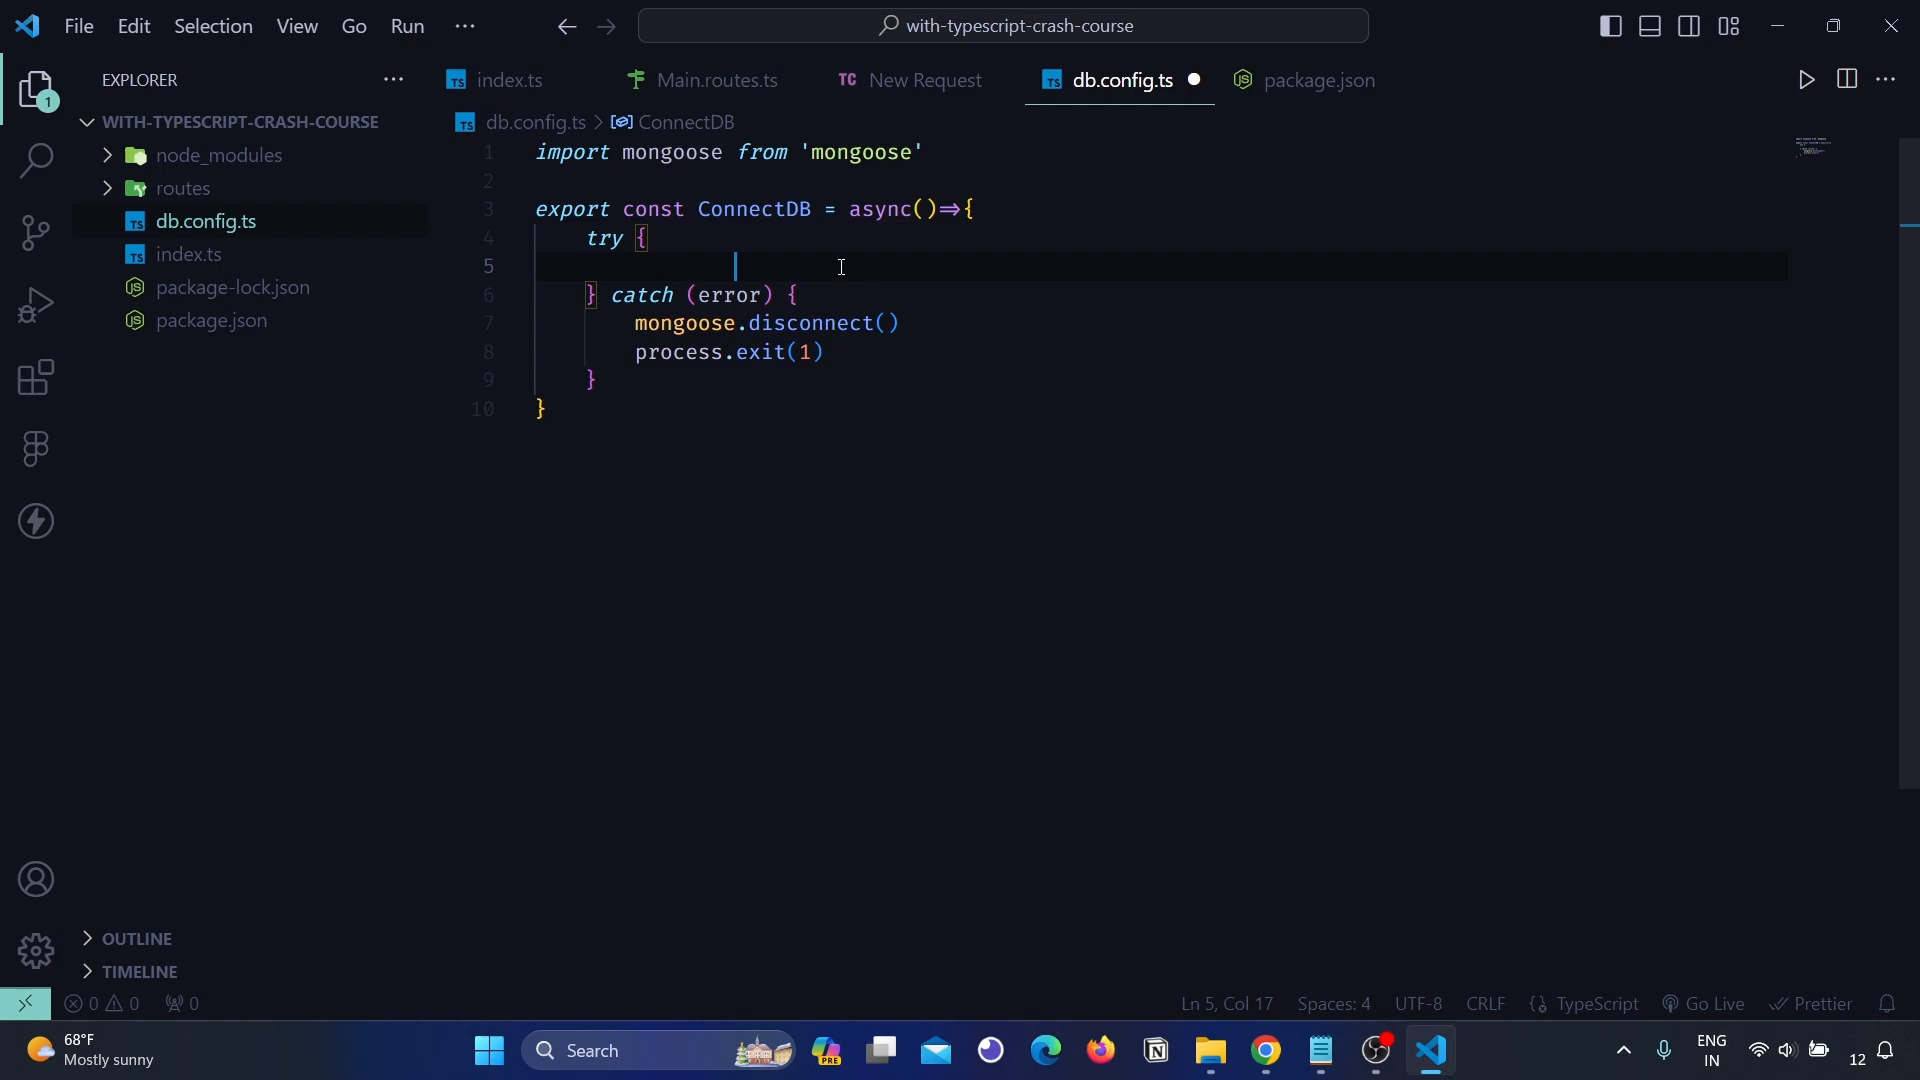 File Edit Selection View Go Run ···
with-typescript-crash-course
EXPLORER
index.ts
Main.routes.ts
TC New Request
db.config.ts
package.json
WITH-TYPESCRIPT-CRASH-COURSE
node_modules
routes
db.config.ts
index.ts
package-lock.json
package.json
db.config.ts > ConnectDB
1 import mongoose from 'mongoose'
2
3 export const ConnectDB = async()⇒{
4 try {
5
6 } catch (error) {
7 mongoose.disconnect()
8 process.exit(1)
9 }
10 }
OUTLINE
TIMELINE
0 0 0
Ln 5, Col 17 Spaces: 4 UTF-8 CRLF {} TypeScript Go Live Prettier
68°F
Mostly sunny
Search
PRE
ENG
IN
12